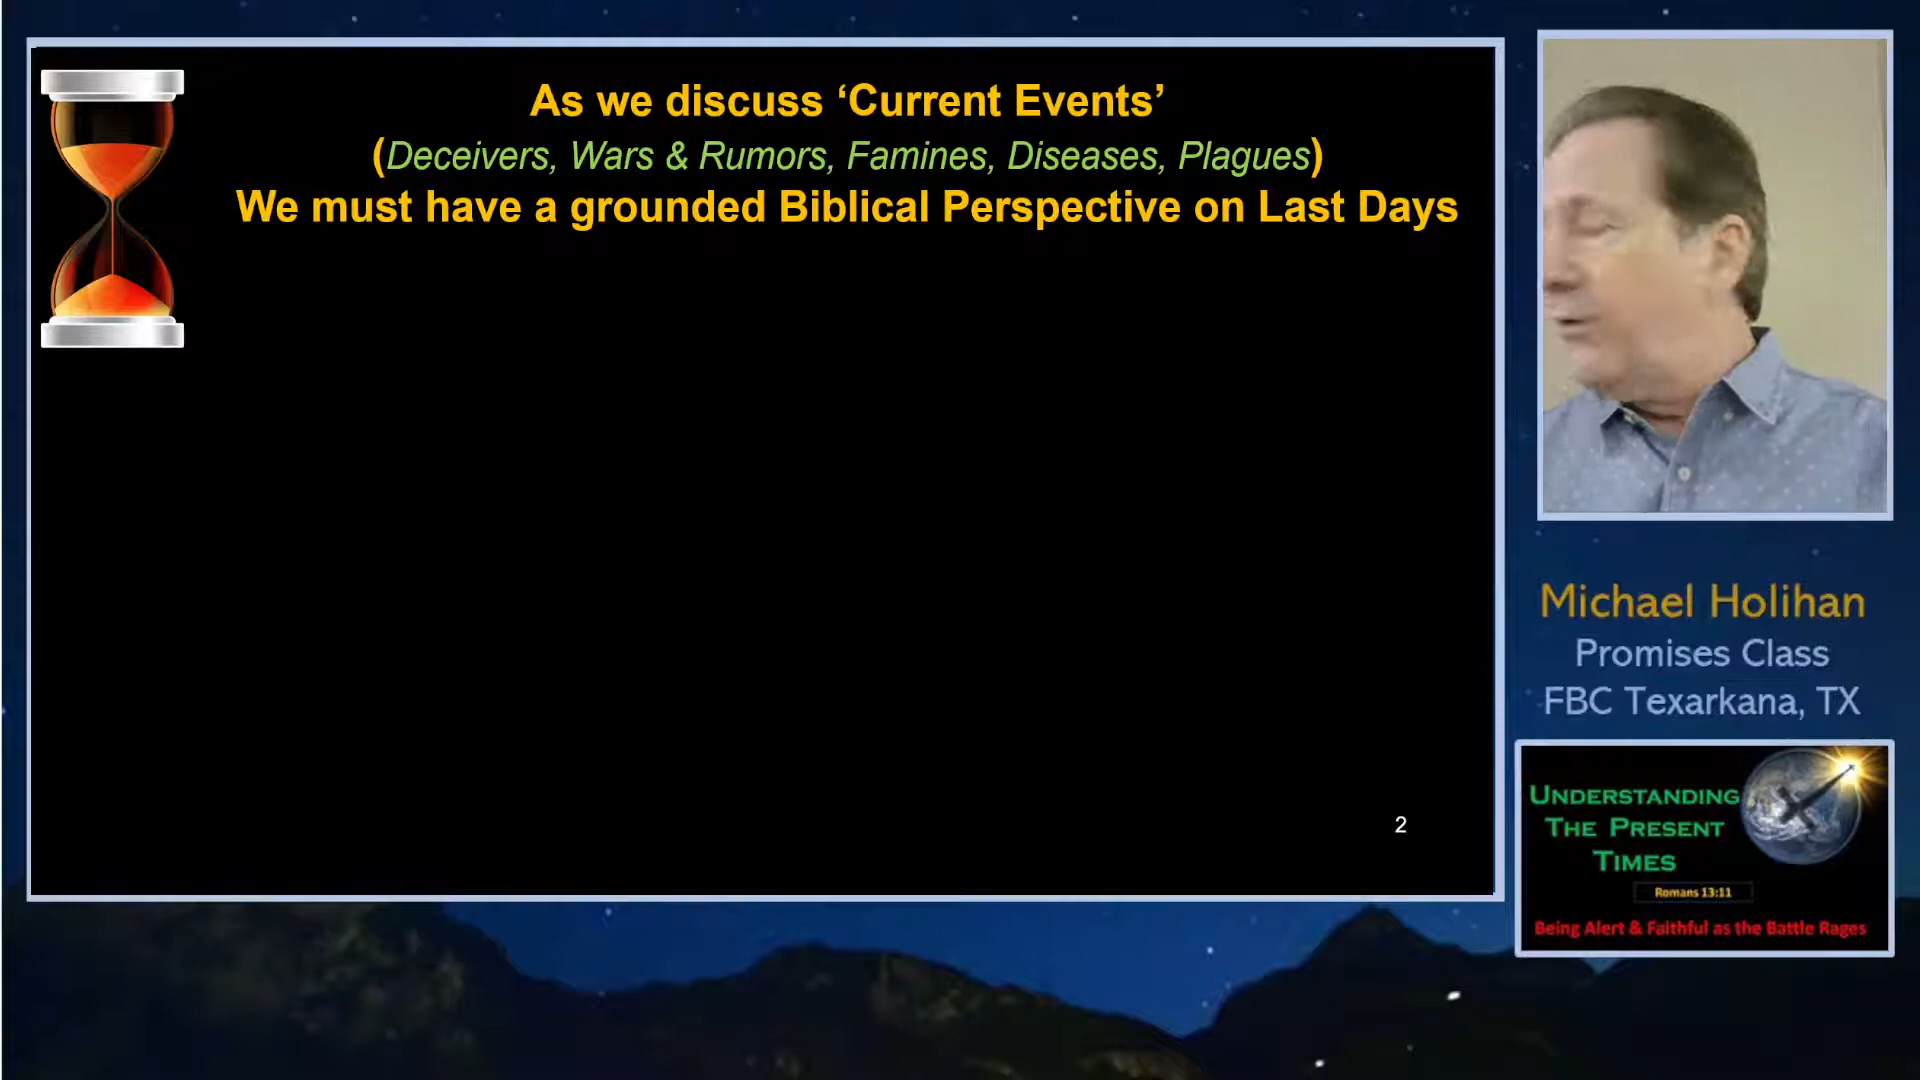 As we discuss ‘Current Events’
(Deceivers, Wars & Rumors, Famines, Diseases, Plagues)
We must have a grounded Biblical Perspective on Last Days
2
Michael Holihan
Promises Class
FBC Texarkana, TX
UNDERSTANDING
THE PRESENT
TIMES
Romans 13:11
Being Alert & Faithful as the Battle Rages